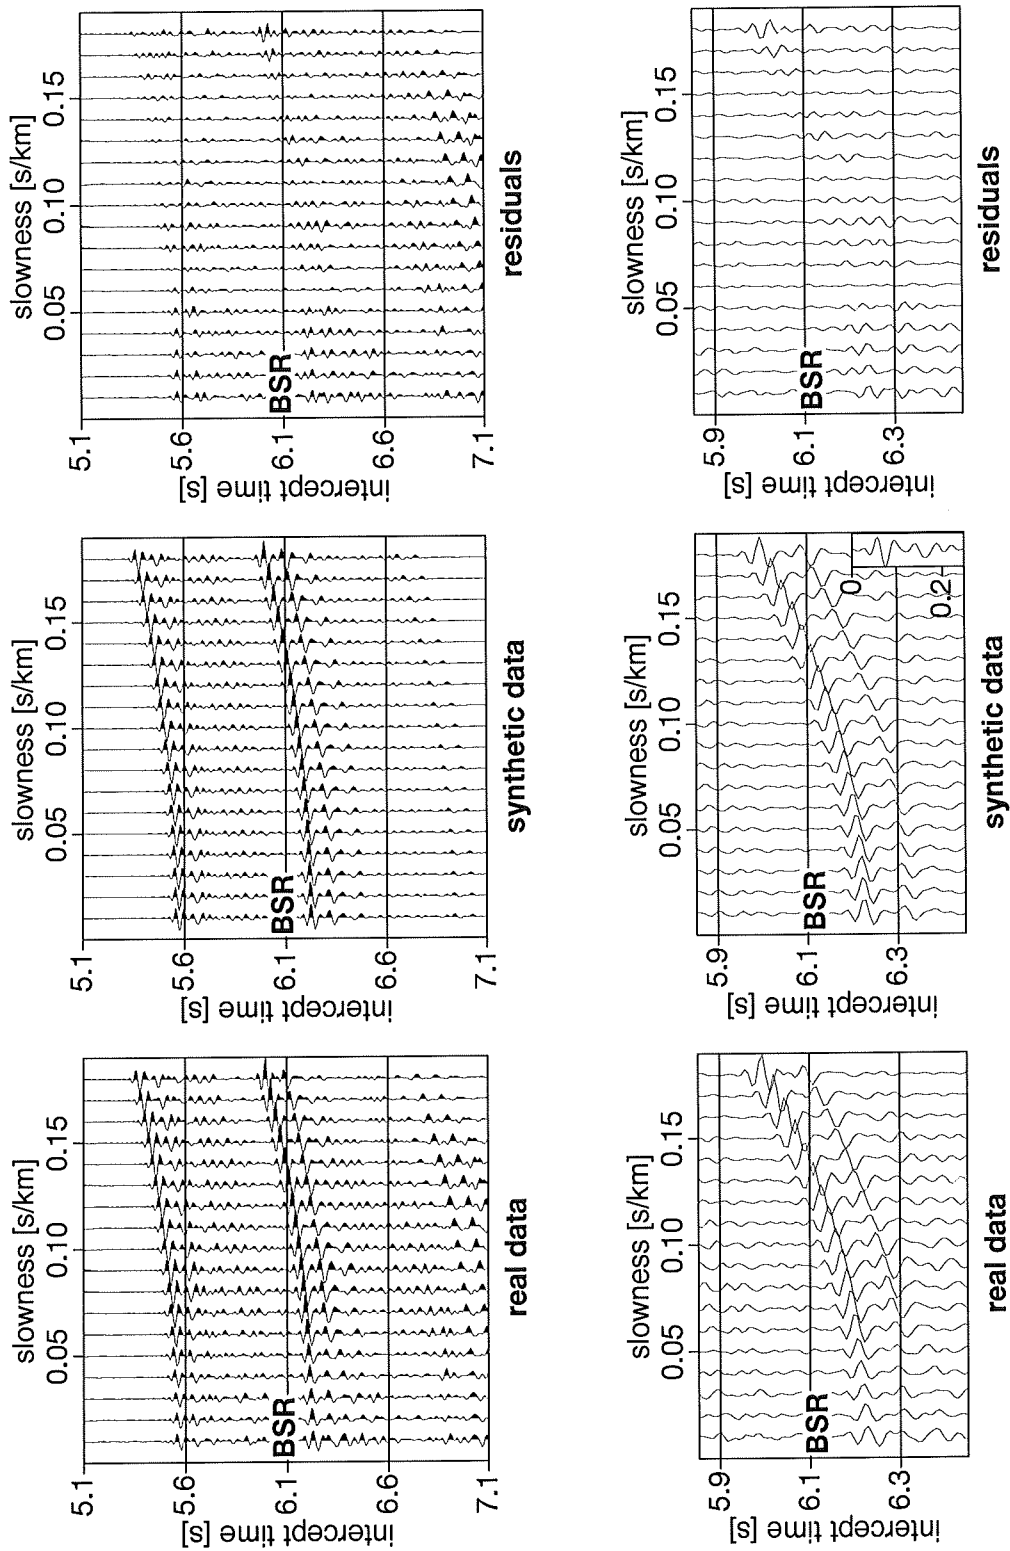 slowness [s/km]
0.05 0.10 0.15
5.1
5.6
6.1
6.6
7.1
intercept time [s]
BSR
real data
slowness [s/km]
0.05 0.10 0.15
5.1
5.6
6.1
6.6
7.1
intercept time [s]
BSR
synthetic data
slowness [s/km]
0.05 0.10 0.15
5.1
5.6
6.1
6.6
7.1
intercept time [s]
BSR
residuals
slowness [s/km]
0.05 0.10 0.15
5.9
6.1
6.3
intercept time [s]
BSR
real data
slowness [s/km]
0.05 0.10 0.15
5.9
6.1
6.3
intercept time [s]
BSR
0
0.2
synthetic data
slowness [s/km]
0.05 0.10 0.15
5.9
6.1
6.3
intercept time [s]
BSR
residuals